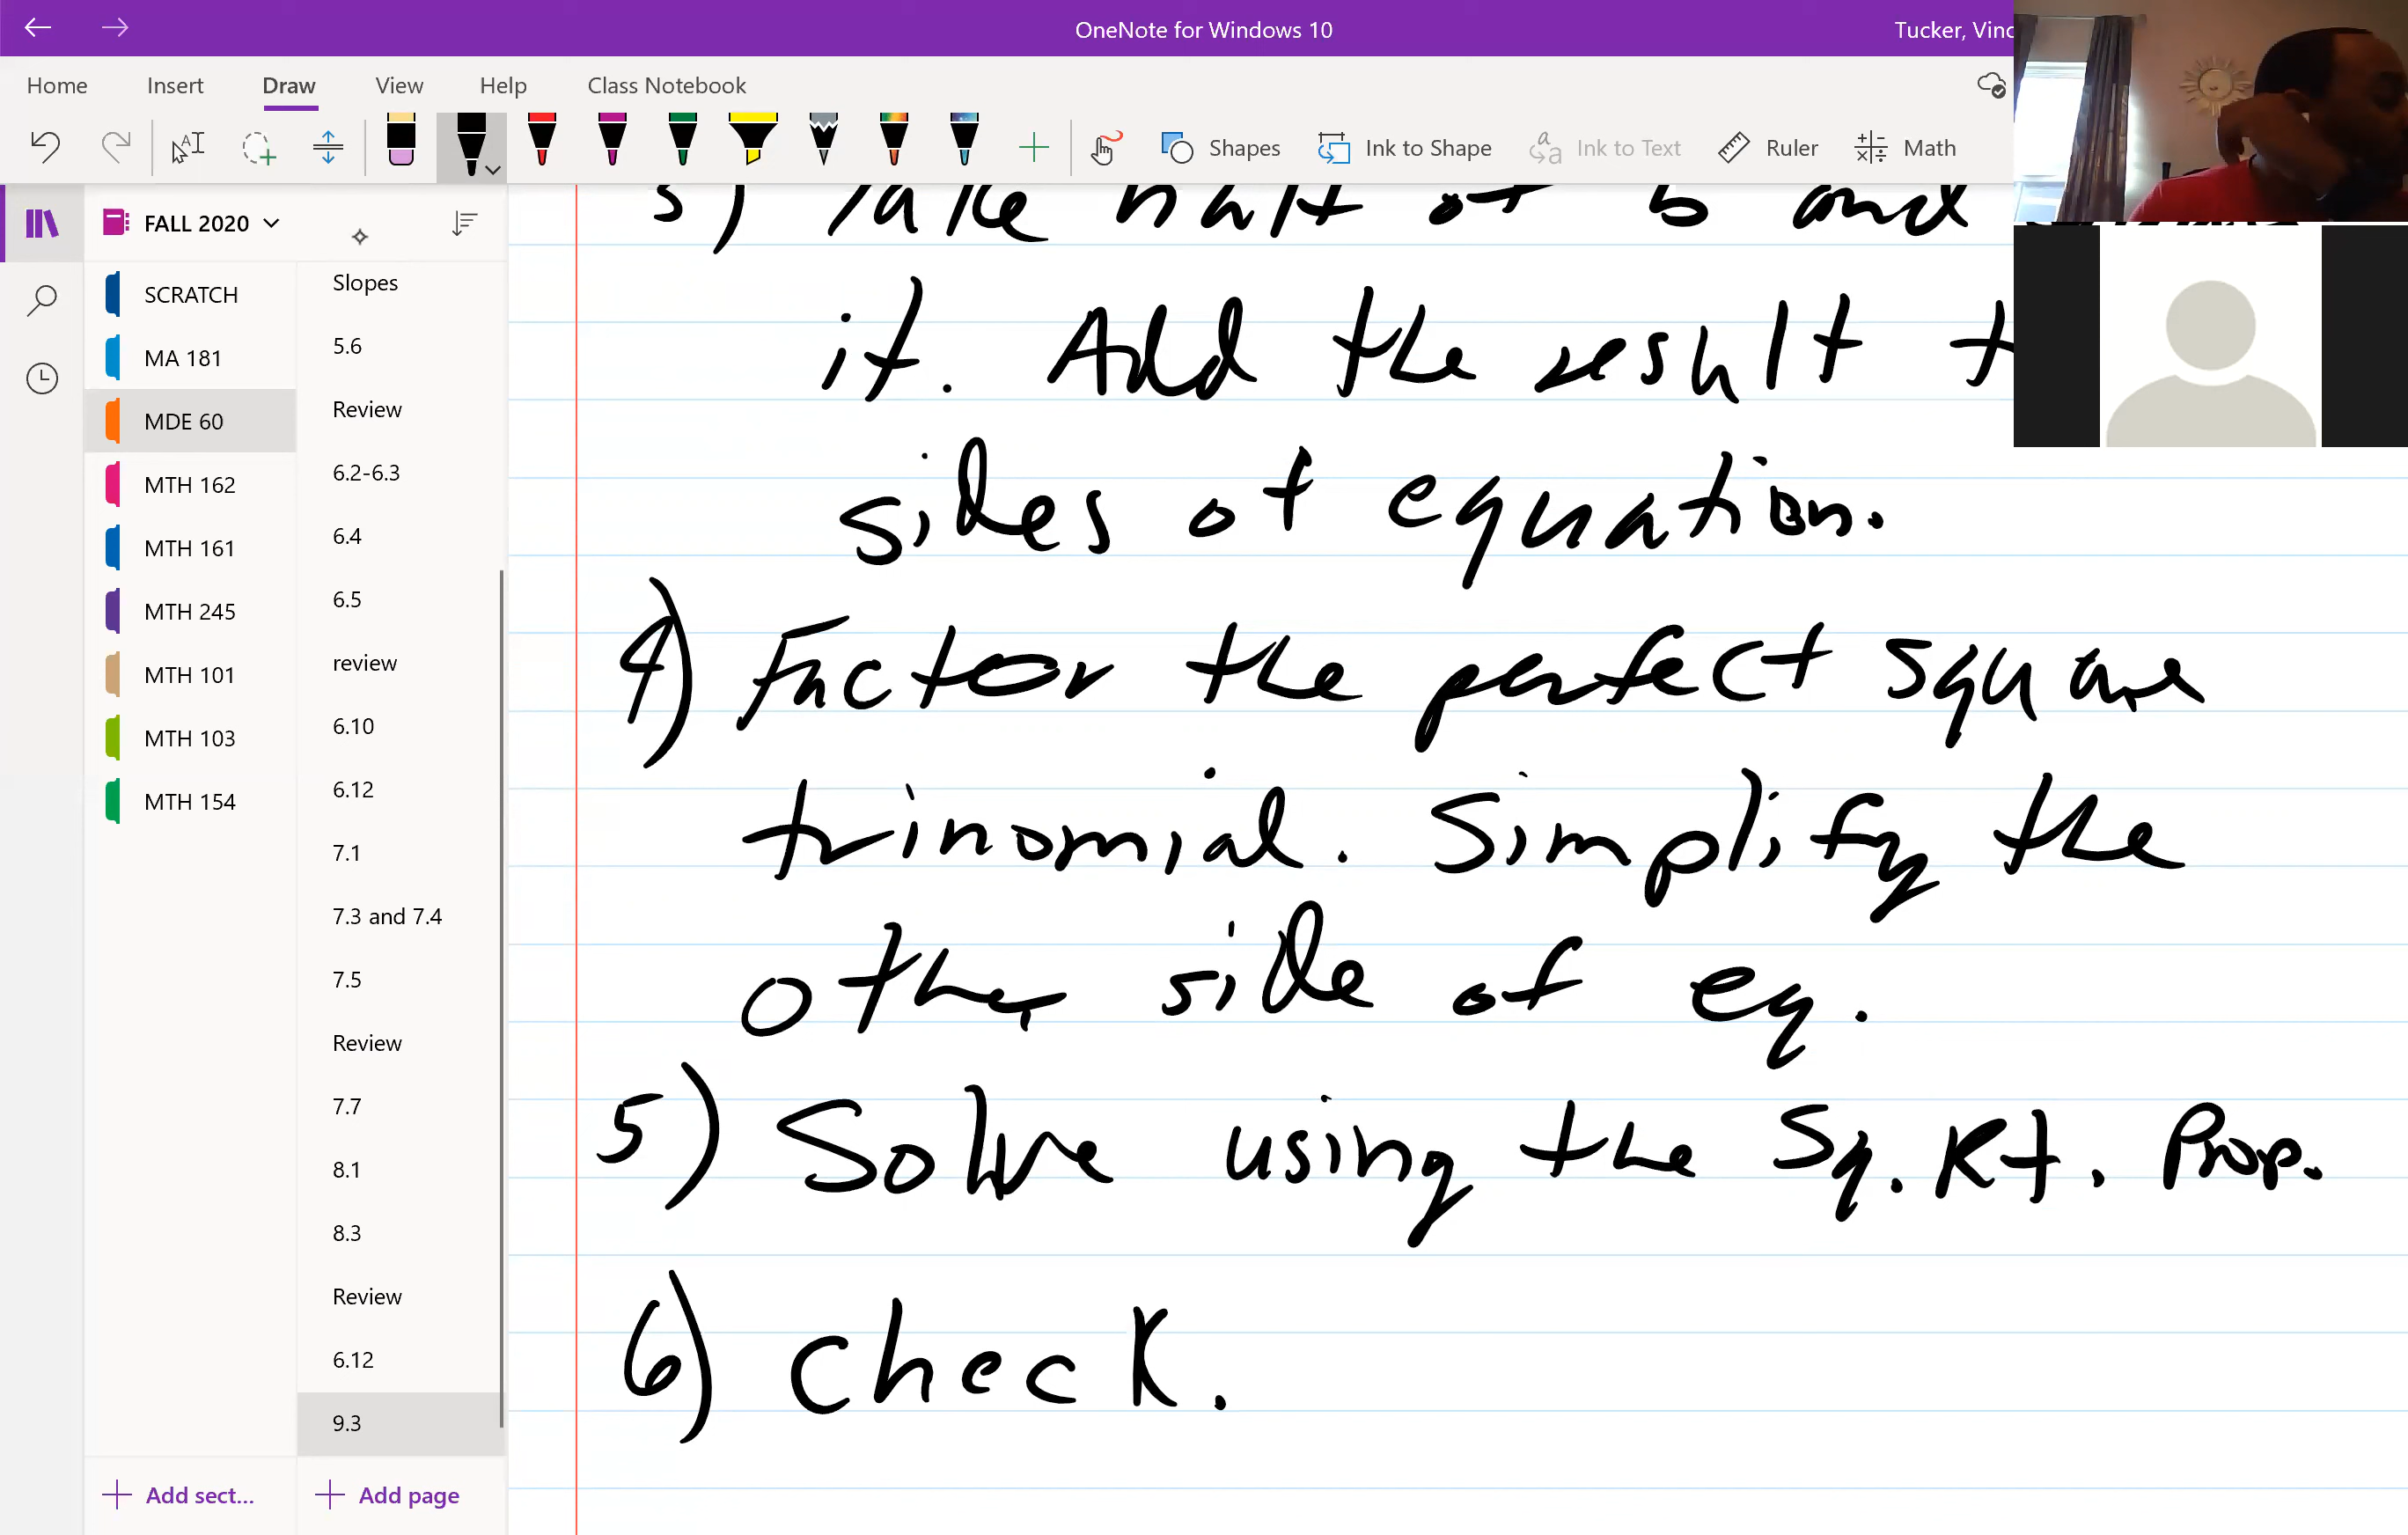 OneNote for Windows 10
Tucker, Vinc
Home Insert Draw View Help Class Notebook
Shapes Ink to Shape Ink to Text Ruler Math
FALL 2020
SCRATCH
MA 181
MDE 60
MTH 162
MTH 161
MTH 245
MTH 101
MTH 103
MTH 154
Add sect...
Slopes
5.6
Review
6.2-6.3
6.4
6.5
review
6.10
6.12
7.1
7.3 and 7.4
7.5
Review
7.7
8.1
8.3
Review
6.12
9.3
Add page
3) Take half of b and
it. Add the result t
sides of equation.
4) Factor the perfect square
trinomial. Simplify the
other side of eq.
5) Solve using the Sq. Rt. Prop.
6) Check.